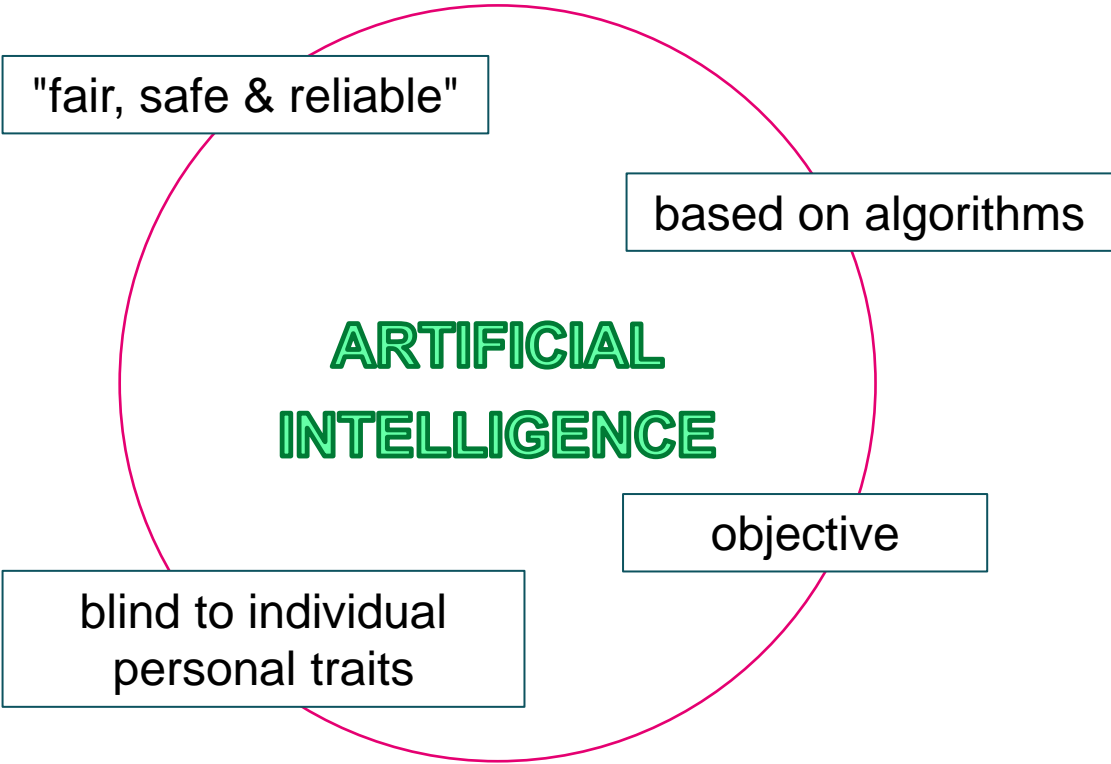 "fair, safe & reliable"
based on algorithms
ARTIFICIAL
INTELLIGENCE
objective
blind to individual
personal traits